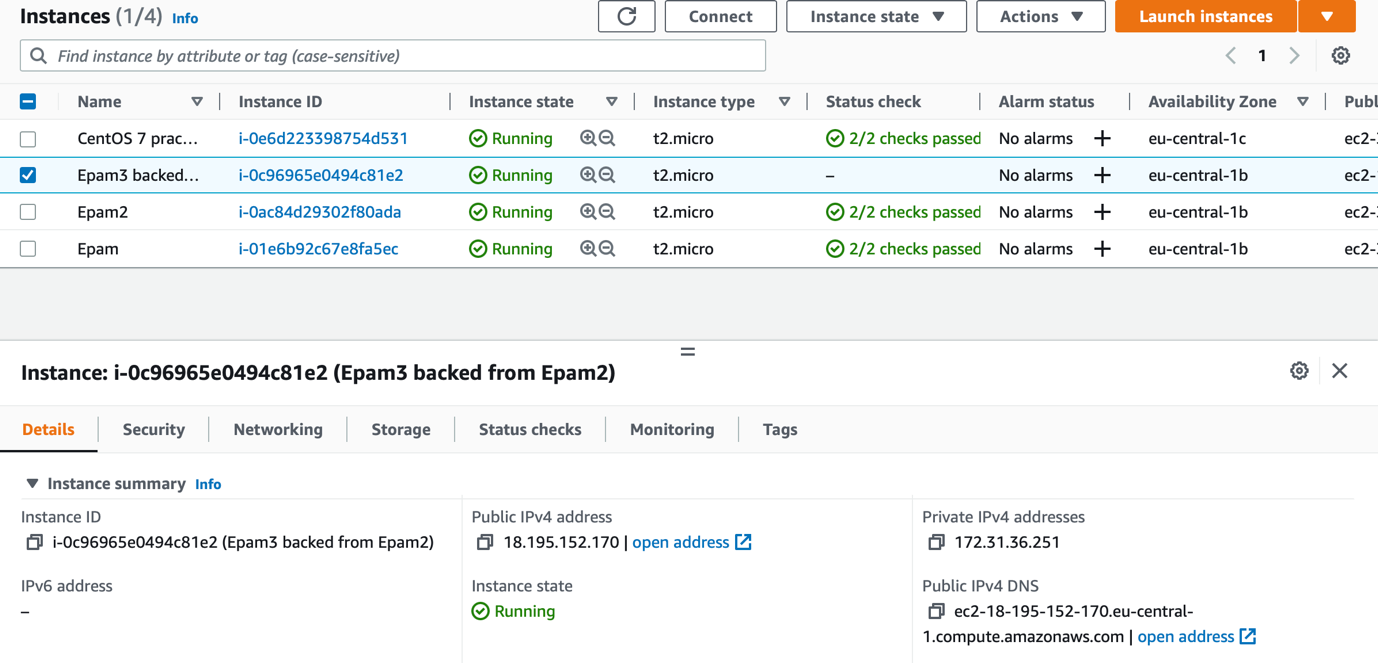 Instances (1/4) Info Connect Instance state Actions Launch instances
Find instance by attribute or tag (case-sensitive) 1
Name Instance ID Instance state Instance type Status check Alarm status Availability Zone Publ
CentOS 7 prac... i-0e6d223398754d531 Running t2.micro 2/2 checks passed No alarms + eu-central-1c ec2-
Epam3 backed... i-0c96965e0494c81e2 Running t2.micro – No alarms + eu-central-1b ec2-
Epam2 i-0ac84d29302f80ada Running t2.micro 2/2 checks passed No alarms + eu-central-1b ec2-
Epam i-01e6b92c67e8fa5ec Running t2.micro 2/2 checks passed No alarms + eu-central-1b ec2-
Instance: i-0c96965e0494c81e2 (Epam3 backed from Epam2)
Details Security Networking Storage Status checks Monitoring Tags
Instance summary Info
Instance ID Public IPv4 address Private IPv4 addresses
i-0c96965e0494c81e2 (Epam3 backed from Epam2) 18.195.152.170 | open address 172.31.36.251
IPv6 address Instance state Public IPv4 DNS
– Running ec2-18-195-152-170.eu-central-
1.compute.amazonaws.com | open address